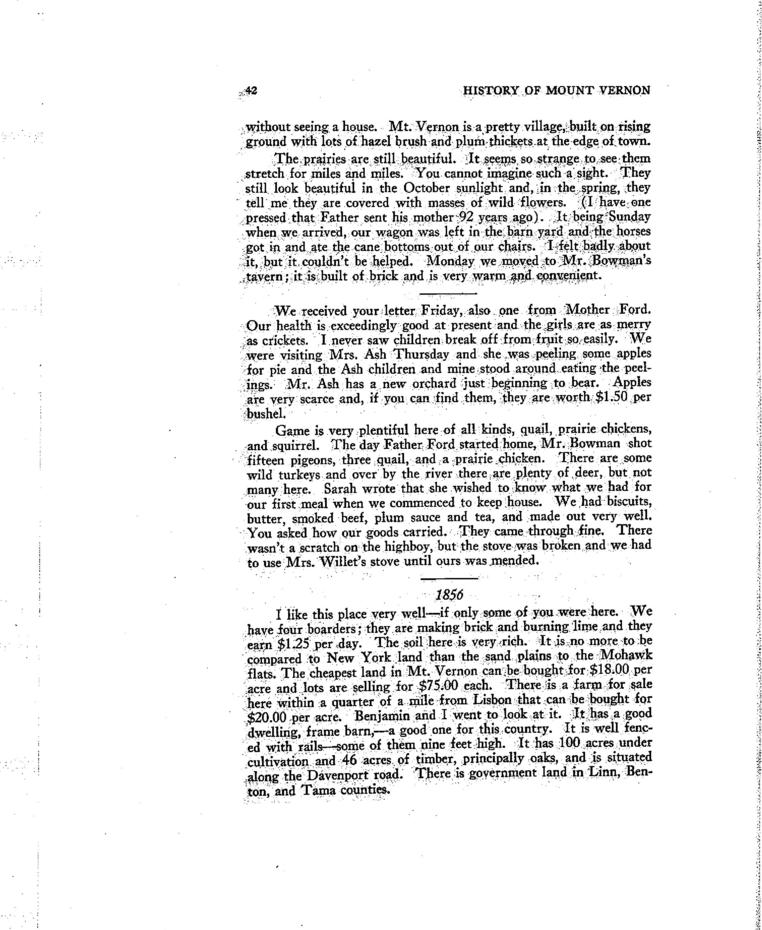 42 HISTORY OF MOUNT VERNON
without seeing a house. Mt. Vernon is a pretty village, built on rising
ground with lots of hazel brush and plum thickets at the edge of town.
The prairies are still beautiful. It seems so strange to see them
stretch for miles and miles. You cannot imagine such a sight. They
still look beautiful in the October sunlight and, in the spring, they
tell me they are covered with masses of wild flowers. (I have one
pressed that Father sent his mother 92 years ago). It being Sunday
when we arrived, our wagon was left in the barn yard and the horses
got in and ate the cane bottoms out of our chairs. I felt badly about
it, but it couldn't be helped. Monday we moved to Mr. Bowman's
tavern; it is built of brick and is very warm and convenient.
We received your letter Friday, also one from Mother Ford.
Our health is exceedingly good at present and the girls are as merry
as crickets. I never saw children break off from fruit so easily. We
were visiting Mrs. Ash Thursday and she was peeling some apples
for pie and the Ash children and mine stood around eating the peel-
ings. Mr. Ash has a new orchard just beginning to bear. Apples
are very scarce and, if you can find them, they are worth $1.50 per
bushel.
Game is very plentiful here of all kinds, quail, prairie chickens,
and squirrel. The day Father Ford started home, Mr. Bowman shot
fifteen pigeons, three quail, and a prairie chicken. There are some
wild turkeys and over by the river there are plenty of deer, but not
many here. Sarah wrote that she wished to know what we had for
our first meal when we commenced to keep house. We had biscuits,
butter, smoked beef, plum sauce and tea, and made out very well.
You asked how our goods carried. They came through fine. There
wasn't a scratch on the highboy, but the stove was broken and we had
to use Mrs. Willet's stove until ours was mended.
1856
I like this place very well—if only some of you were here. We
have four boarders; they are making brick and burning lime and they
earn $1.25 per day. The soil here is very rich. It is no more to be
compared to New York land than the sand plains to the Mohawk
flats. The cheapest land in Mt. Vernon can be bought for $18.00 per
acre and lots are selling for $75.00 each. There is a farm for sale
here within a quarter of a mile from Lisbon that can be bought for
$20.00 per acre. Benjamin and I went to look at it. It has a good
dwelling, frame barn,—a good one for this country. It is well fenc-
ed with rails—some of them nine feet high. It has 100 acres under
cultivation and 46 acres of timber, principally oaks, and is situated
along the Davenport road. There is government land in Linn, Ben-
ton, and Tama counties.